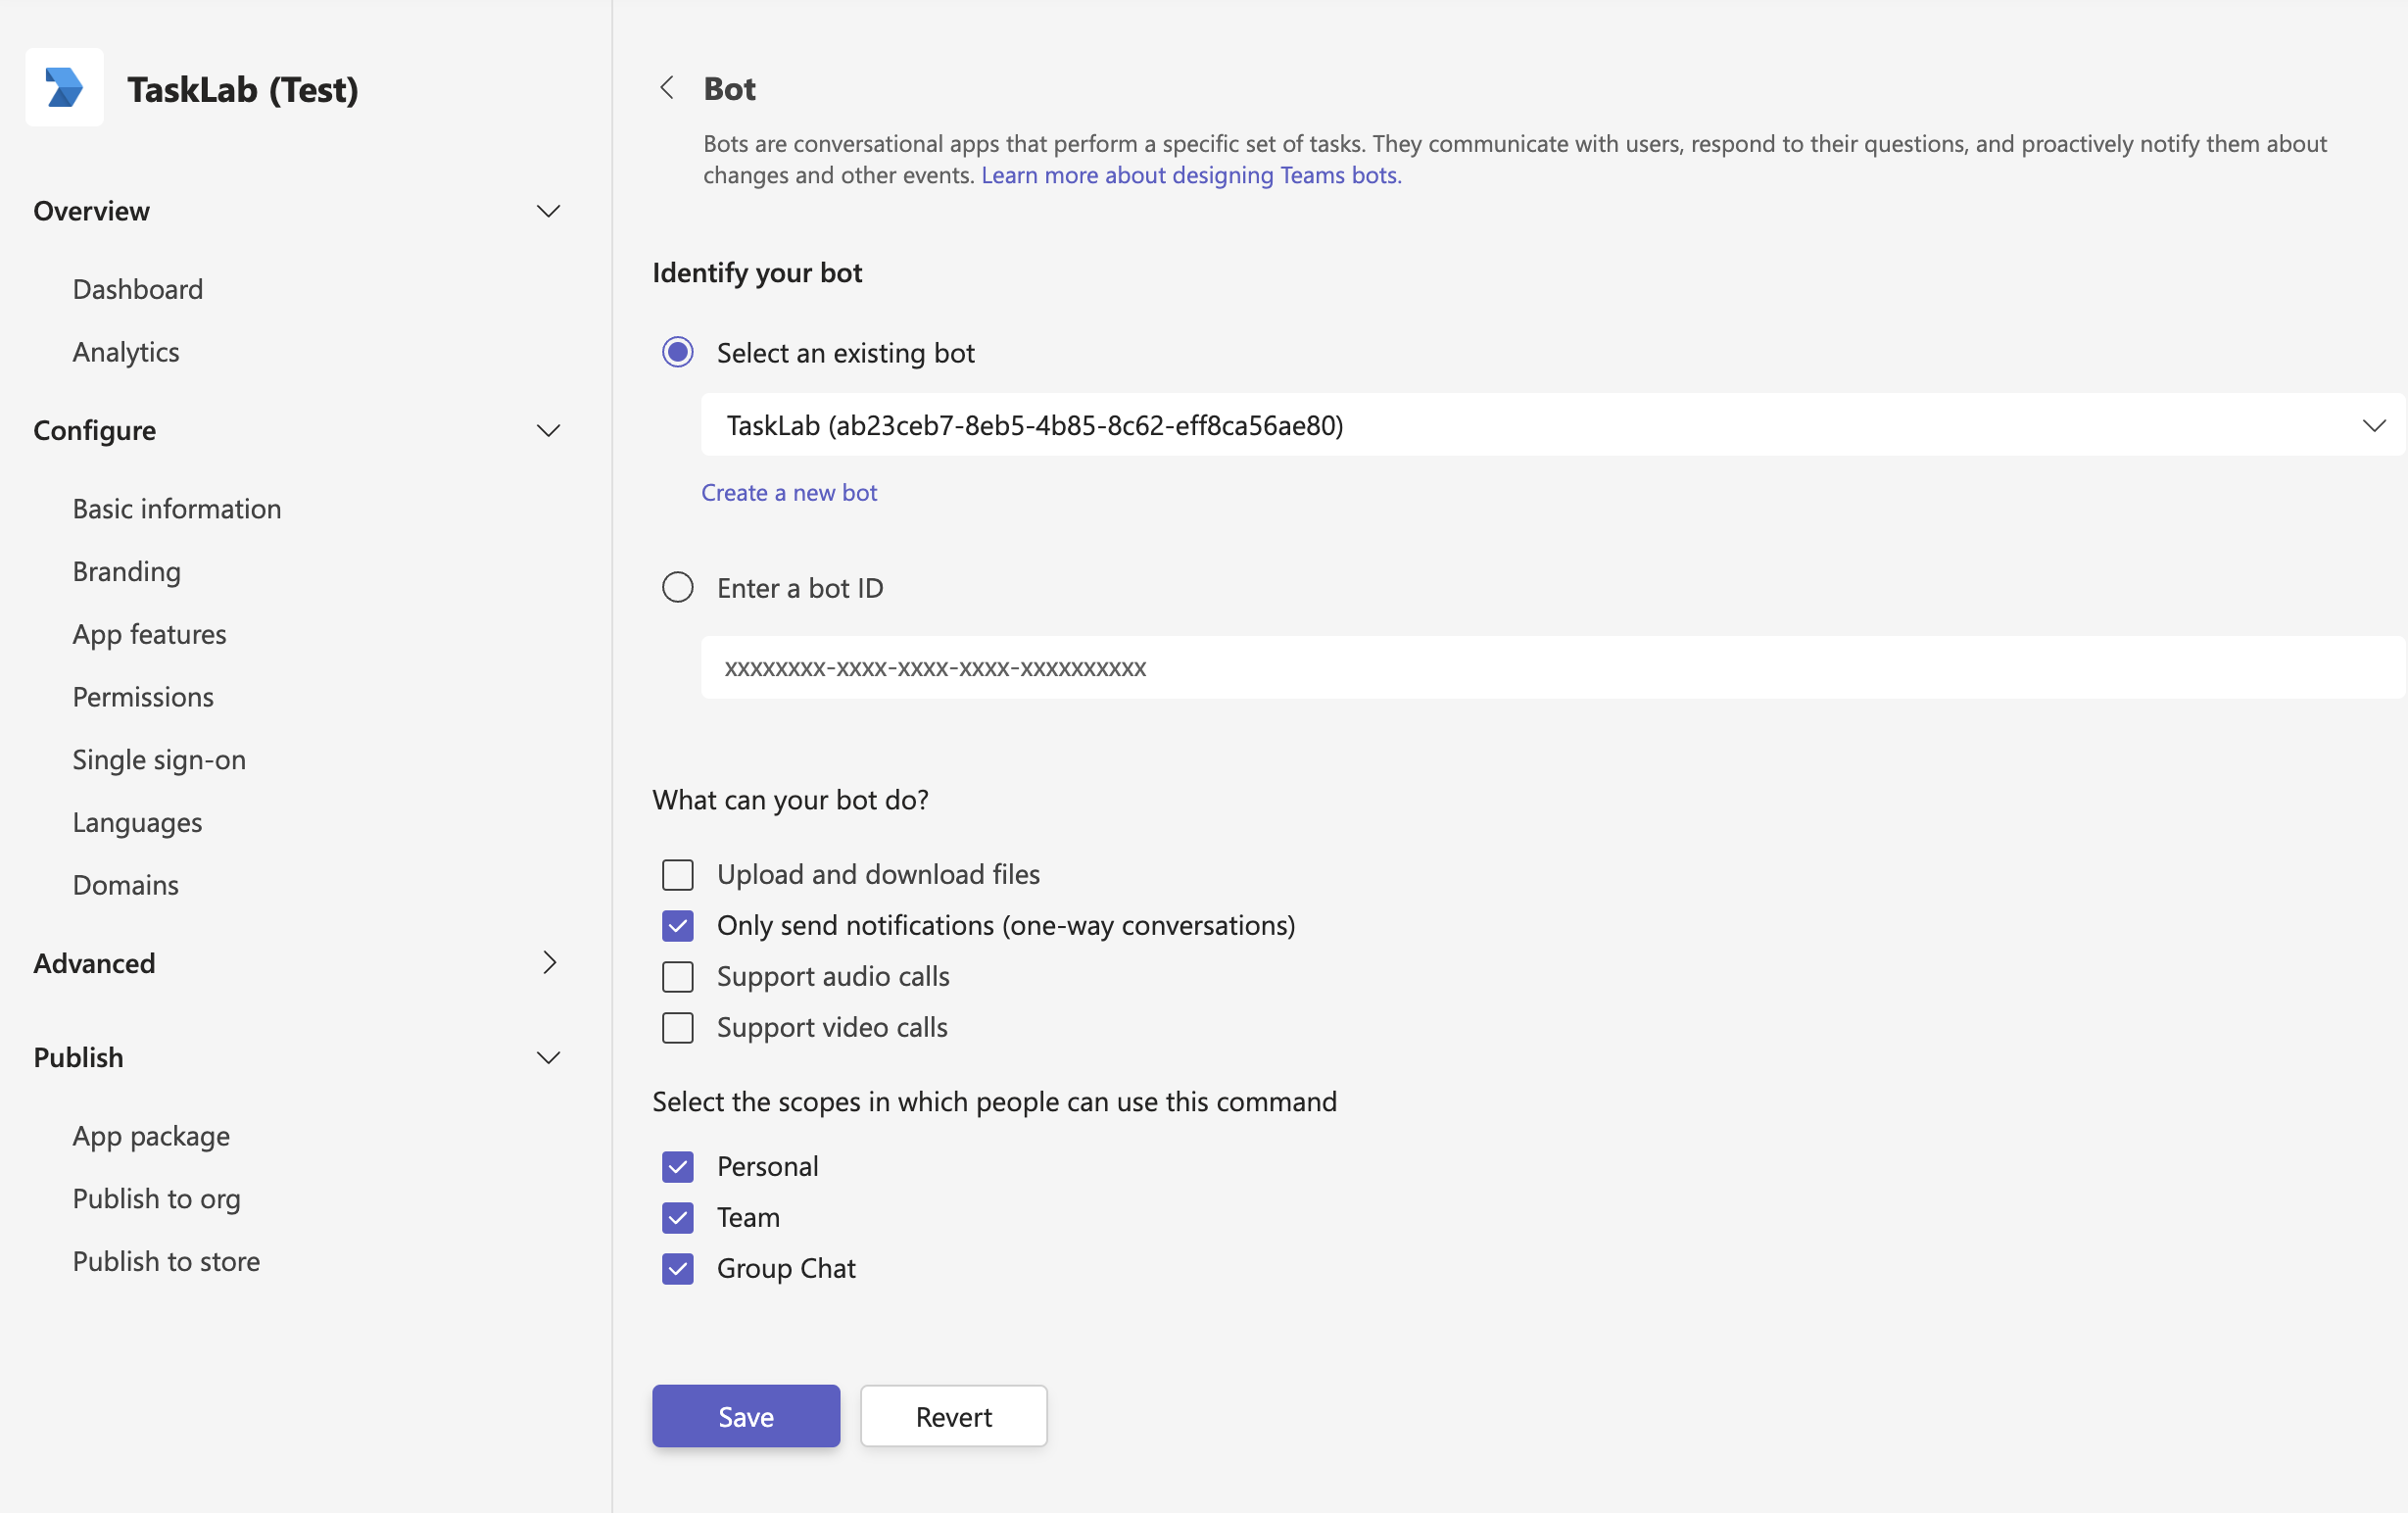 TaskLab (Test)
Overview
Dashboard
Analytics
Configure
Basic information
Branding
App features
Permissions
Single sign-on
Languages
Domains
Advanced
Publish
App package
Publish to org
Publish to store
Bot
Bots are conversational apps that perform a specific set of tasks. They communicate with users, respond to their questions, and proactively notify them about
changes and other events. Learn more about designing Teams bots.
Identify your bot
Select an existing bot
TaskLab (ab23ceb7-8eb5-4b85-8c62-eff8ca56ae80)
Create a new bot
Enter a bot ID
xxxxxxxx-xxxx-xxxx-xxxx-xxxxxxxxxx
What can your bot do?
Upload and download files
Only send notifications (one-way conversations)
Support audio calls
Support video calls
Select the scopes in which people can use this command
Personal
Team
Group Chat
Save
Revert